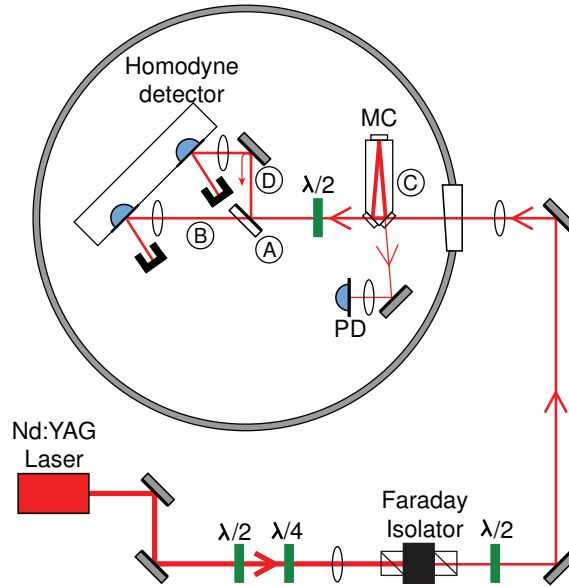 Homodyne
detector
MC
λ/2
C
D
B
A
PD
Nd:YAG
Laser
λ/2
λ/4
Faraday
Isolator
λ/2